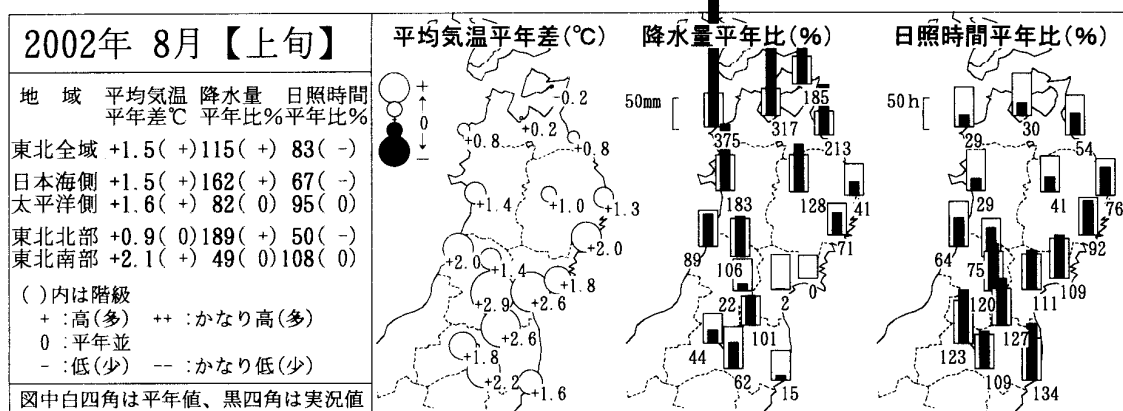 2002年 8月【上旬】
地 域 平均気温 降水量 日照時間
平年差℃ 平年比% 平年比%
東北全域 +1.5( +) 115( +) 83( -)
日本海側 +1.5( +) 162( +) 67( -)
太平洋側 +1.6( +) 82( 0) 95( 0)
東北北部 +0.9( 0) 189( +) 50( -)
東北南部 +2.1( +) 49( 0) 108( 0)
( )内は階級
+ :高(多) ++ :かなり高(多)
0 :平年並
- :低(少) -- :かなり低(少)
図中白四角は平年値、黒四角は実況値
平均気温平年差(℃)
+
↑
0
↓
-
-0.2
+0.2
+0.8 +0.8
+1.4 +1.0 +1.3
+2.0 +2.0
+1.4 +1.8
+2.9 +2.6
+2.6
+1.8
+2.2 +1.6
降水量平年比(%)
50mm
185
375 317 213
183 128 41
89 106 71
22 2 0
101
44
62 15
日照時間平年比(%)
50h
29 30 54
29 41 76
64 75 92
120 111 109
127
123
109 134